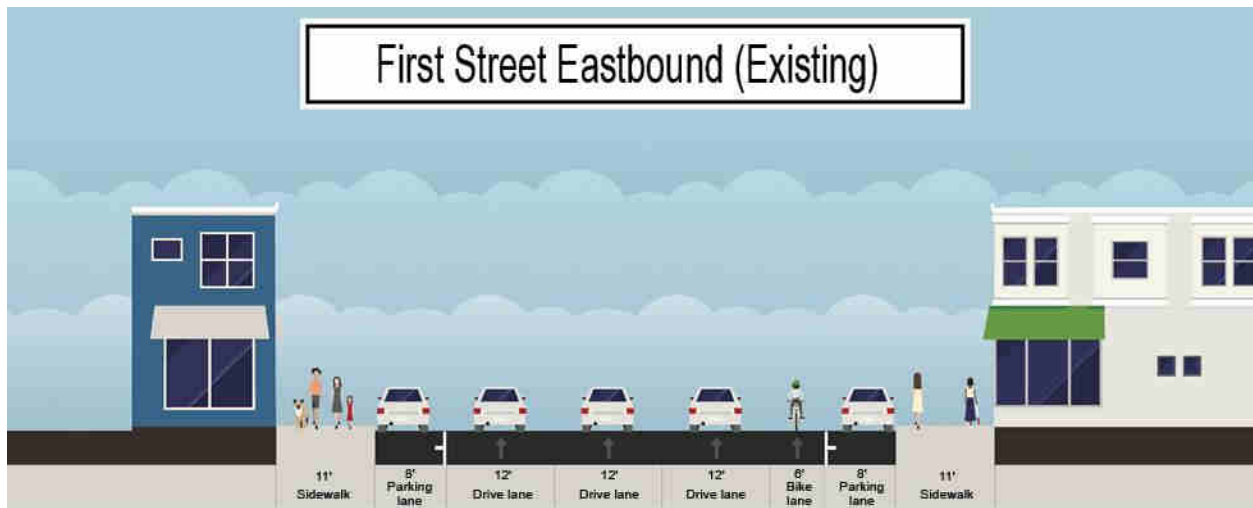 First Street Eastbound (Existing)
11'
Sidewalk
8'
Parking
lane
12'
Drive lane
12'
Drive lane
12'
Drive lane
6'
Bike
lane
8'
Parking
lane
11'
Sidewalk